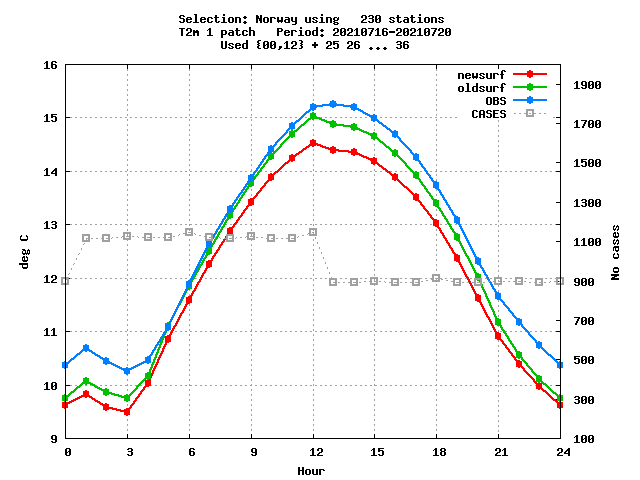 Selection: Norway using   230 stations
T2m 1 patch   Period: 20210716-20210720
Used {00,12} + 25 26 ... 36
16
15
14
13
12
11
10
9
deg C
newsurf
oldsurf
OBS
CASES
1900
1700
1500
1300
1100
900
700
500
300
100
No cases
0 3 6 9 12 15 18 21 24
Hour